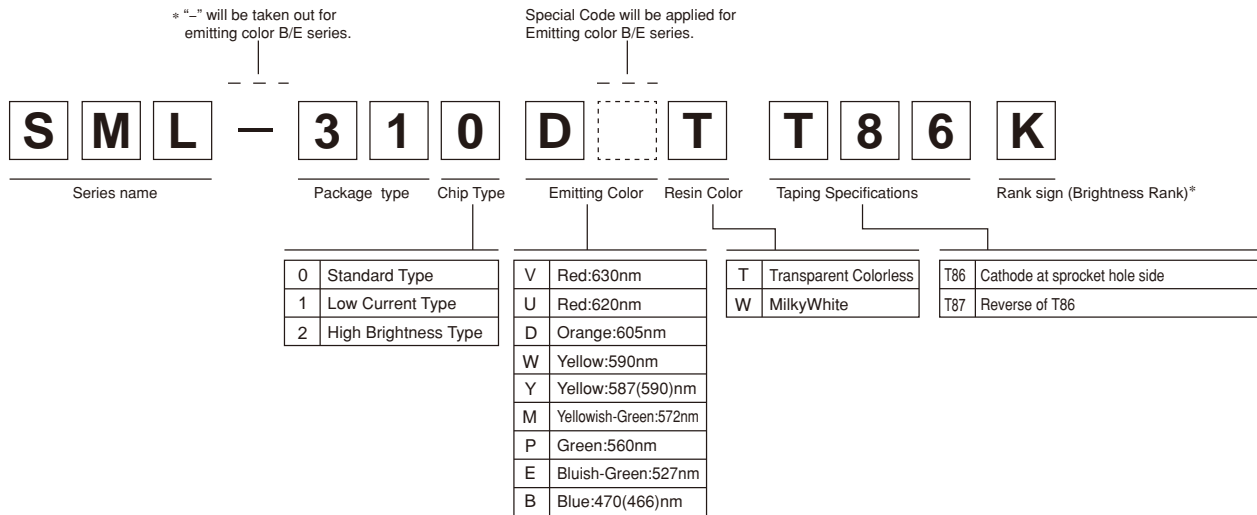 * “–” will be taken out for
emitting color B/E series.
Special Code will be applied for
Emitting color B/E series.
S M L – 3 1 0 D T T 8 6 K
Series name
Package type
Chip Type
Emitting Color
Resin Color
Taping Specifications
Rank sign (Brightness Rank)*
0 Standard Type
1 Low Current Type
2 High Brightness Type
V Red:630nm
U Red:620nm
D Orange:605nm
W Yellow:590nm
Y Yellow:587(590)nm
M Yellowish-Green:572nm
P Green:560nm
E Bluish-Green:527nm
B Blue:470(466)nm
T Transparent Colorless
W MilkyWhite
T86 Cathode at sprocket hole side
T87 Reverse of T86